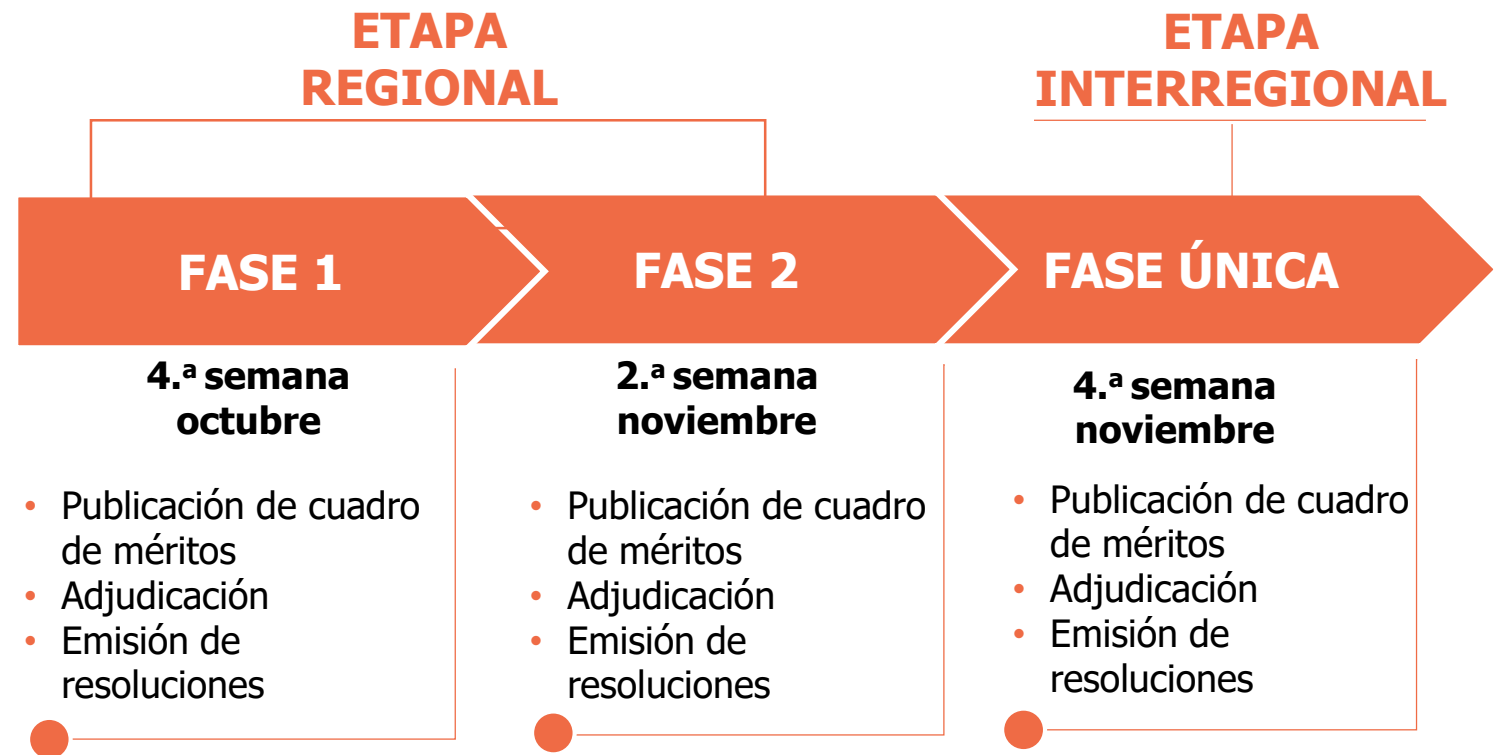 ETAPA
REGIONAL
ETAPA
INTERREGIONAL
FASE 1
FASE 2
FASE ÚNICA
4.ª semana
octubre
• Publicación de cuadro
de méritos
• Adjudicación
• Emisión de
resoluciones
2.ª semana
noviembre
• Publicación de cuadro
de méritos
• Adjudicación
• Emisión de
resoluciones
4.ª semana
noviembre
• Publicación de cuadro
de méritos
• Adjudicación
• Emisión de
resoluciones